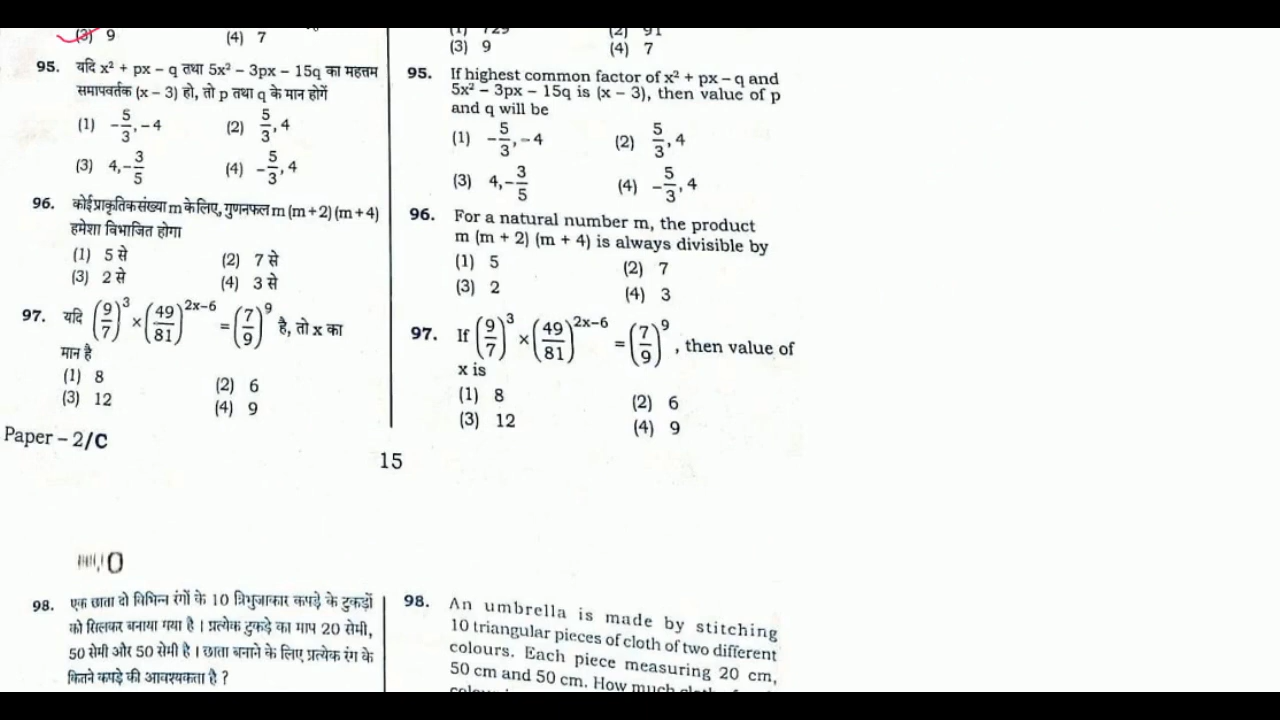 (3) 9 (4) 7
95. यदि x² + px – q तथा 5x² – 3px – 15q का महत्तम
समापवर्तक (x – 3) हो, तो p तथा q के मान होगें
(1) –5/3, –4 (2) 5/3, 4
(3) 4, –3/5 (4) –5/3, 4
96. कोई प्राकृतिक संख्या m के लिए, गुणनफल m (m + 2) (m + 4)
हमेशा विभाजित होगा
(1) 5 से (2) 7 से
(3) 2 से (4) 3 से
97. यदि (9/7)³ × (49/81)^(2x–6) = (7/9)⁹ है, तो x का
मान है
(1) 8 (2) 6
(3) 12 (4) 9
Paper – 2/C
(1) 729 (2) 91
(3) 9 (4) 7
95. If highest common factor of x² + px – q and
5x² – 3px – 15q is (x – 3), then value of p
and q will be
(1) –5/3, –4 (2) 5/3, 4
(3) 4, –3/5 (4) –5/3, 4
96. For a natural number m, the product
m (m + 2) (m + 4) is always divisible by
(1) 5 (2) 7
(3) 2 (4) 3
97. If (9/7)³ × (49/81)^(2x–6) = (7/9)⁹, then value of
x is
(1) 8 (2) 6
(3) 12 (4) 9
15
98. एक छाता दो विभिन्न रंगों के 10 त्रिभुजाकार कपड़े के टुकड़ों
को सिलकर बनाया गया है । प्रत्येक टुकड़े का माप 20 सेमी,
50 सेमी और 50 सेमी है । छाता बनाने के लिए प्रत्येक रंग के
कितने कपड़े की आवश्यकता है ?
98. An umbrella is made by stitching
10 triangular pieces of cloth of two different
colours. Each piece measuring 20 cm,
50 cm and 50 cm. How much